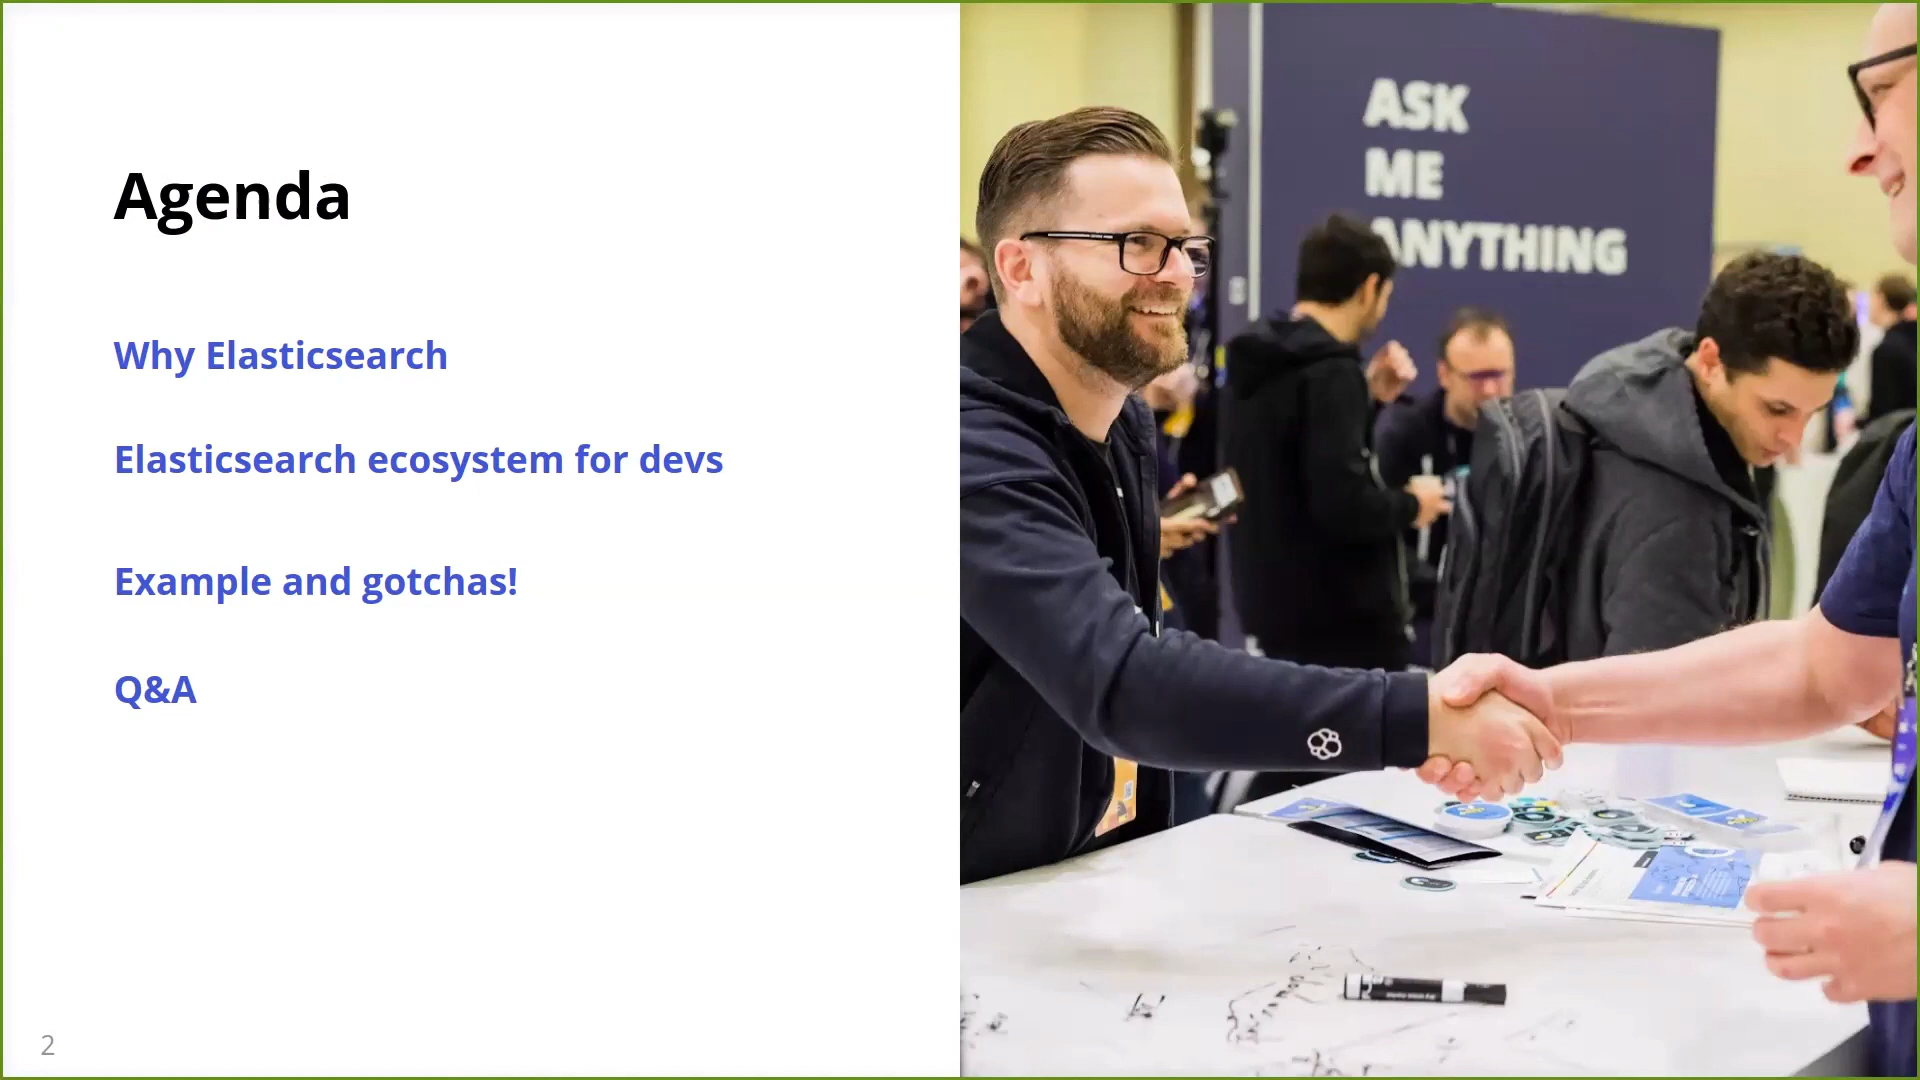 Agenda
Why Elasticsearch
Elasticsearch ecosystem for devs
Example and gotchas!
Q&A
2
ASK
ME
ANYTHING